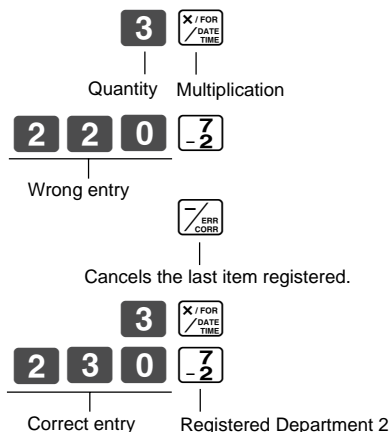 3 ×/FOR DATE TIME
Quantity Multiplication
2 2 0 7 -2
Wrong entry
− ERR CORR
Cancels the last item registered.
3 ×/FOR DATE TIME
2 3 0 7 -2
Correct entry Registered Department 2